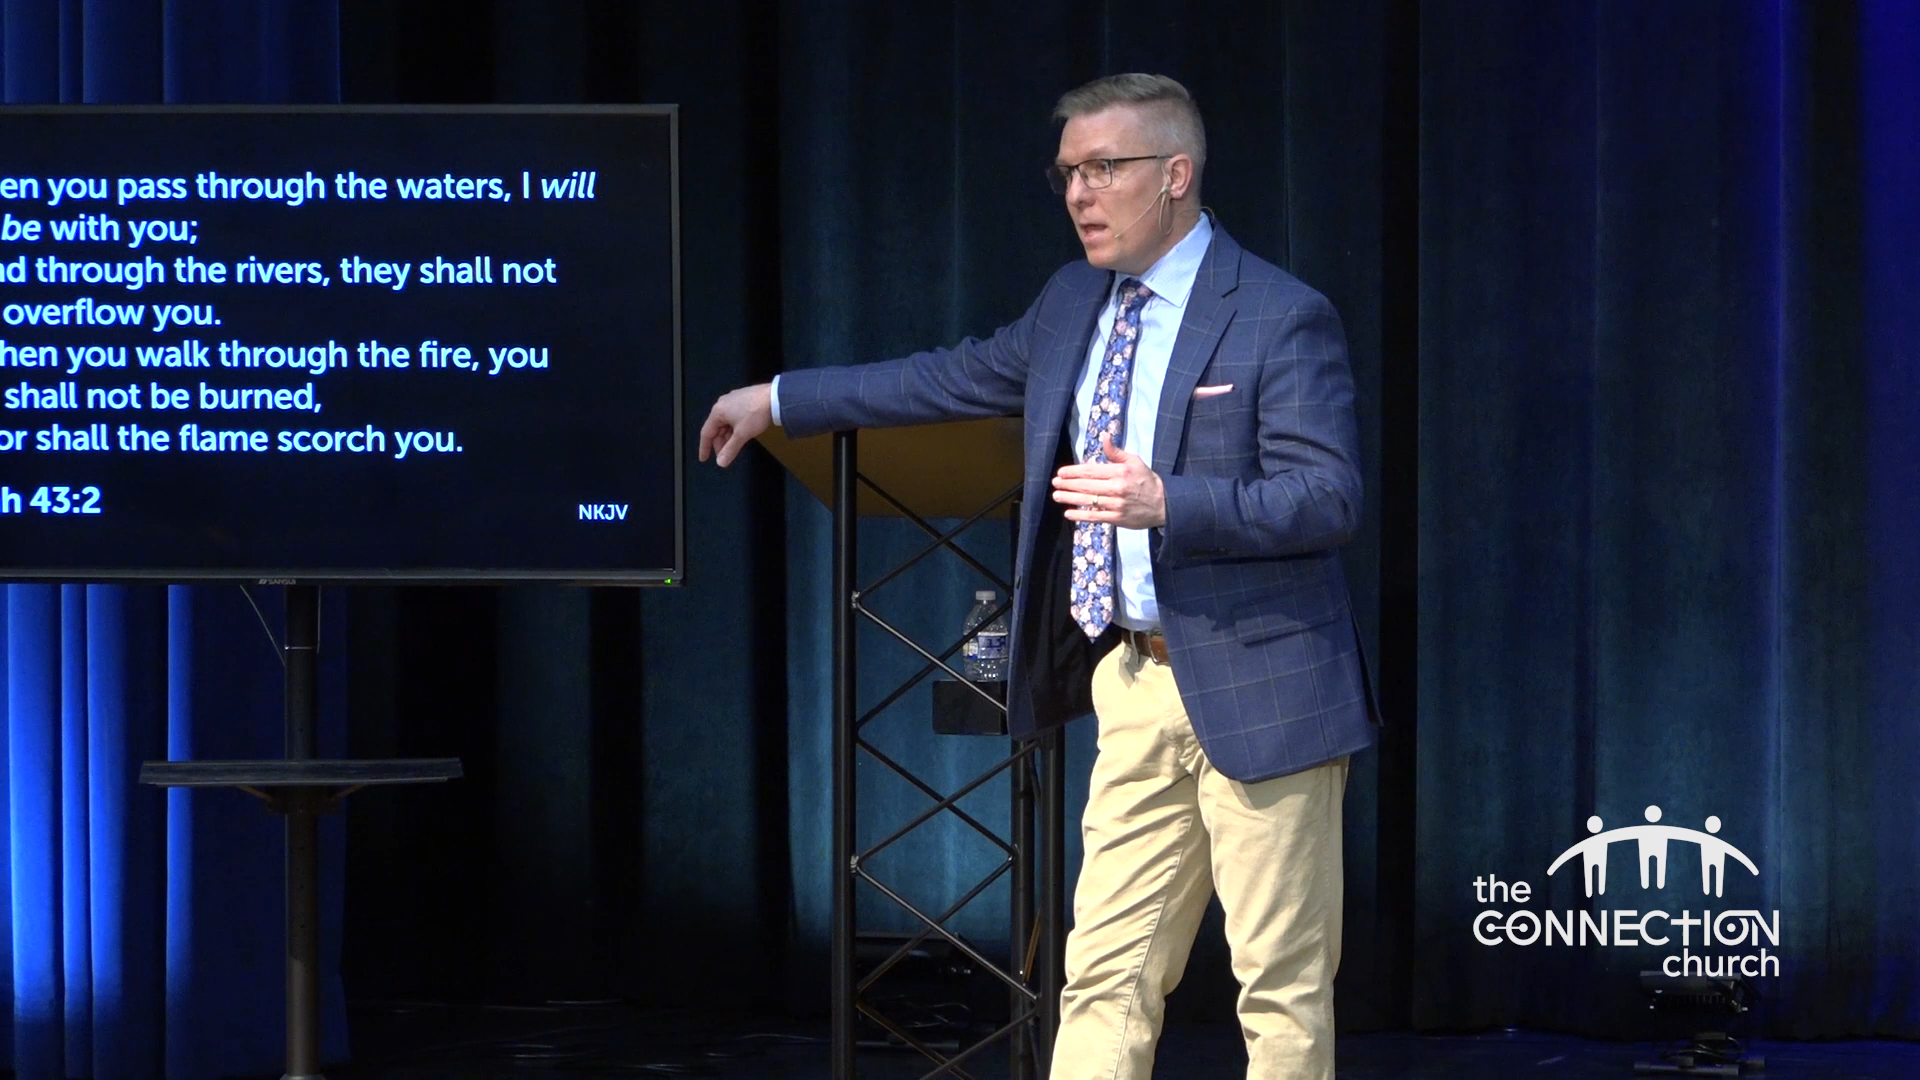 en you pass through the waters, I will
be with you;
nd through the rivers, they shall not
overflow you.
hen you walk through the fire, you
shall not be burned,
or shall the flame scorch you.
h 43:2
NKJV
SANSUI
the
CONNECTION
church